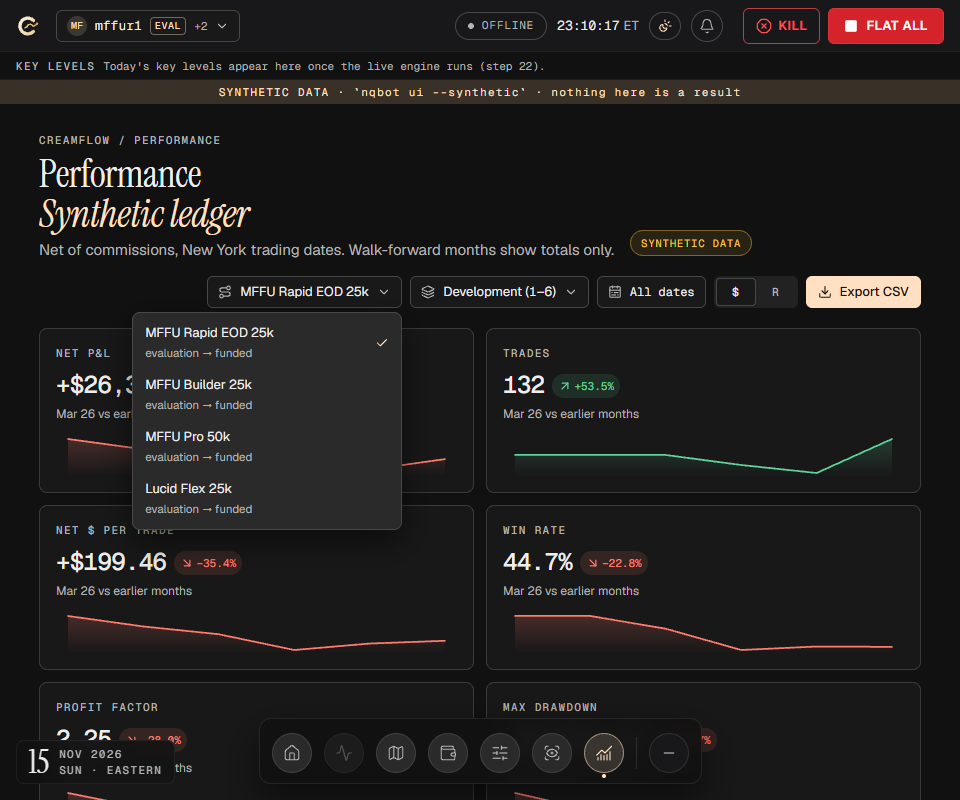 MF mffur1 EVAL +2
OFFLINE
23:10:17 ET
KILL
FLAT ALL
KEY LEVELS Today's key levels appear here once the live engine runs (step 22).
SYNTHETIC DATA · `nqbot ui --synthetic` · nothing here is a result
CREAMFLOW / PERFORMANCE
Performance
Synthetic ledger
Net of commissions, New York trading dates. Walk-forward months show totals only.
SYNTHETIC DATA
MFFU Rapid EOD 25k
Development (1–6)
All dates
$
R
Export CSV
MFFU Rapid EOD 25k
evaluation → funded
MFFU Builder 25k
evaluation → funded
MFFU Pro 50k
evaluation → funded
Lucid Flex 25k
evaluation → funded
NET P&L
Mar 26 vs
TRADES
132 +53.5%
Mar 26 vs earlier months
NET $ PER TRADE
+$199.46 -35.4%
Mar 26 vs earlier months
WIN RATE
44.7% -22.8%
Mar 26 vs earlier months
PROFIT FACTOR
MAX DRAWDOWN
15 NOV 2026
SUN · EASTERN